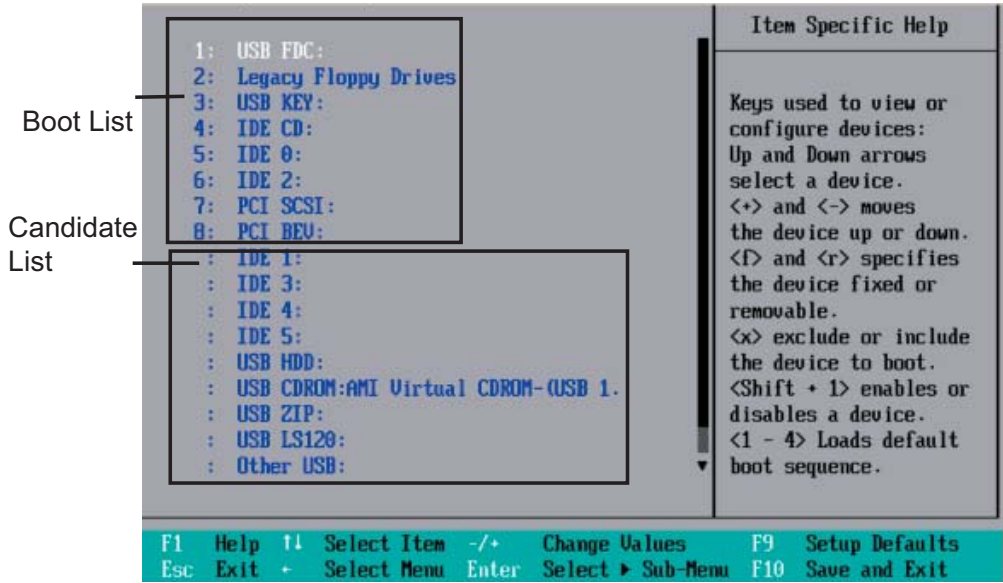 Boot List
Candidate
List
1: USB FDC:
2: Legacy Floppy Drives
3: USB KEY:
4: IDE CD:
5: IDE 0:
6: IDE 2:
7: PCI SCSI:
8: PCI BEV:
: IDE 1:
: IDE 3:
: IDE 4:
: IDE 5:
: USB HDD:
: USB CDROM:AMI Virtual CDROM-(USB 1.
: USB ZIP:
: USB LS120:
: Other USB:
Item Specific Help
Keys used to view or
configure devices:
Up and Down arrows
select a device.
<+> and <-> moves
the device up or down.
<f> and <r> specifies
the device fixed or
removable.
<x> exclude or include
the device to boot.
<Shift + 1> enables or
disables a device.
<1 - 4> Loads default
boot sequence.
F1 Help ↑↓ Select Item -/+ Change Values F9 Setup Defaults
Esc Exit ← Select Menu Enter Select ▶ Sub-Menu F10 Save and Exit